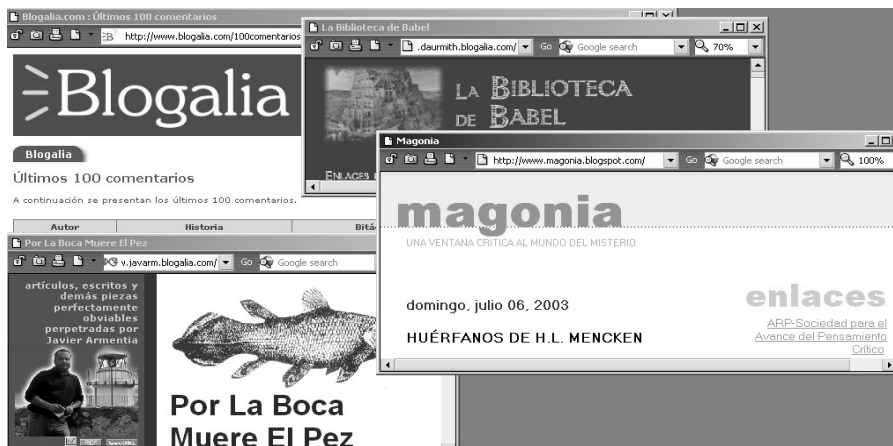 Blogalia.com : Últimos 100 comentarios
http://www.blogalia.com/100comentarios
Blogalia
Blogalia
Últimos 100 comentarios
A continuación se presentan los últimos 100 comentarios.
Autor Historia
La Biblioteca de Babel
.daurmith.blogalia.com/ Go Google search 70%
LA BIBLIOTECA
DE BABEL
ENLACES
Magonia
http://www.magonia.blogspot.com/ Go Google search 100%
magonia
UNA VENTANA CRITICA AL MUNDO DEL MISTERIO
domingo, julio 06, 2003
HUÉRFANOS DE H.L. MENCKEN
enlaces
ARP-Sociedad para el
Avance del Pensamiento
Crítico
Por La Boca Muere El Pez
v.javarm.blogalia.com/ Go Google search
artículos, escritos y
demás piezas
perfectamente
obviables
perpetradas por
Javier Armentia
Por La Boca
Muere El Pez